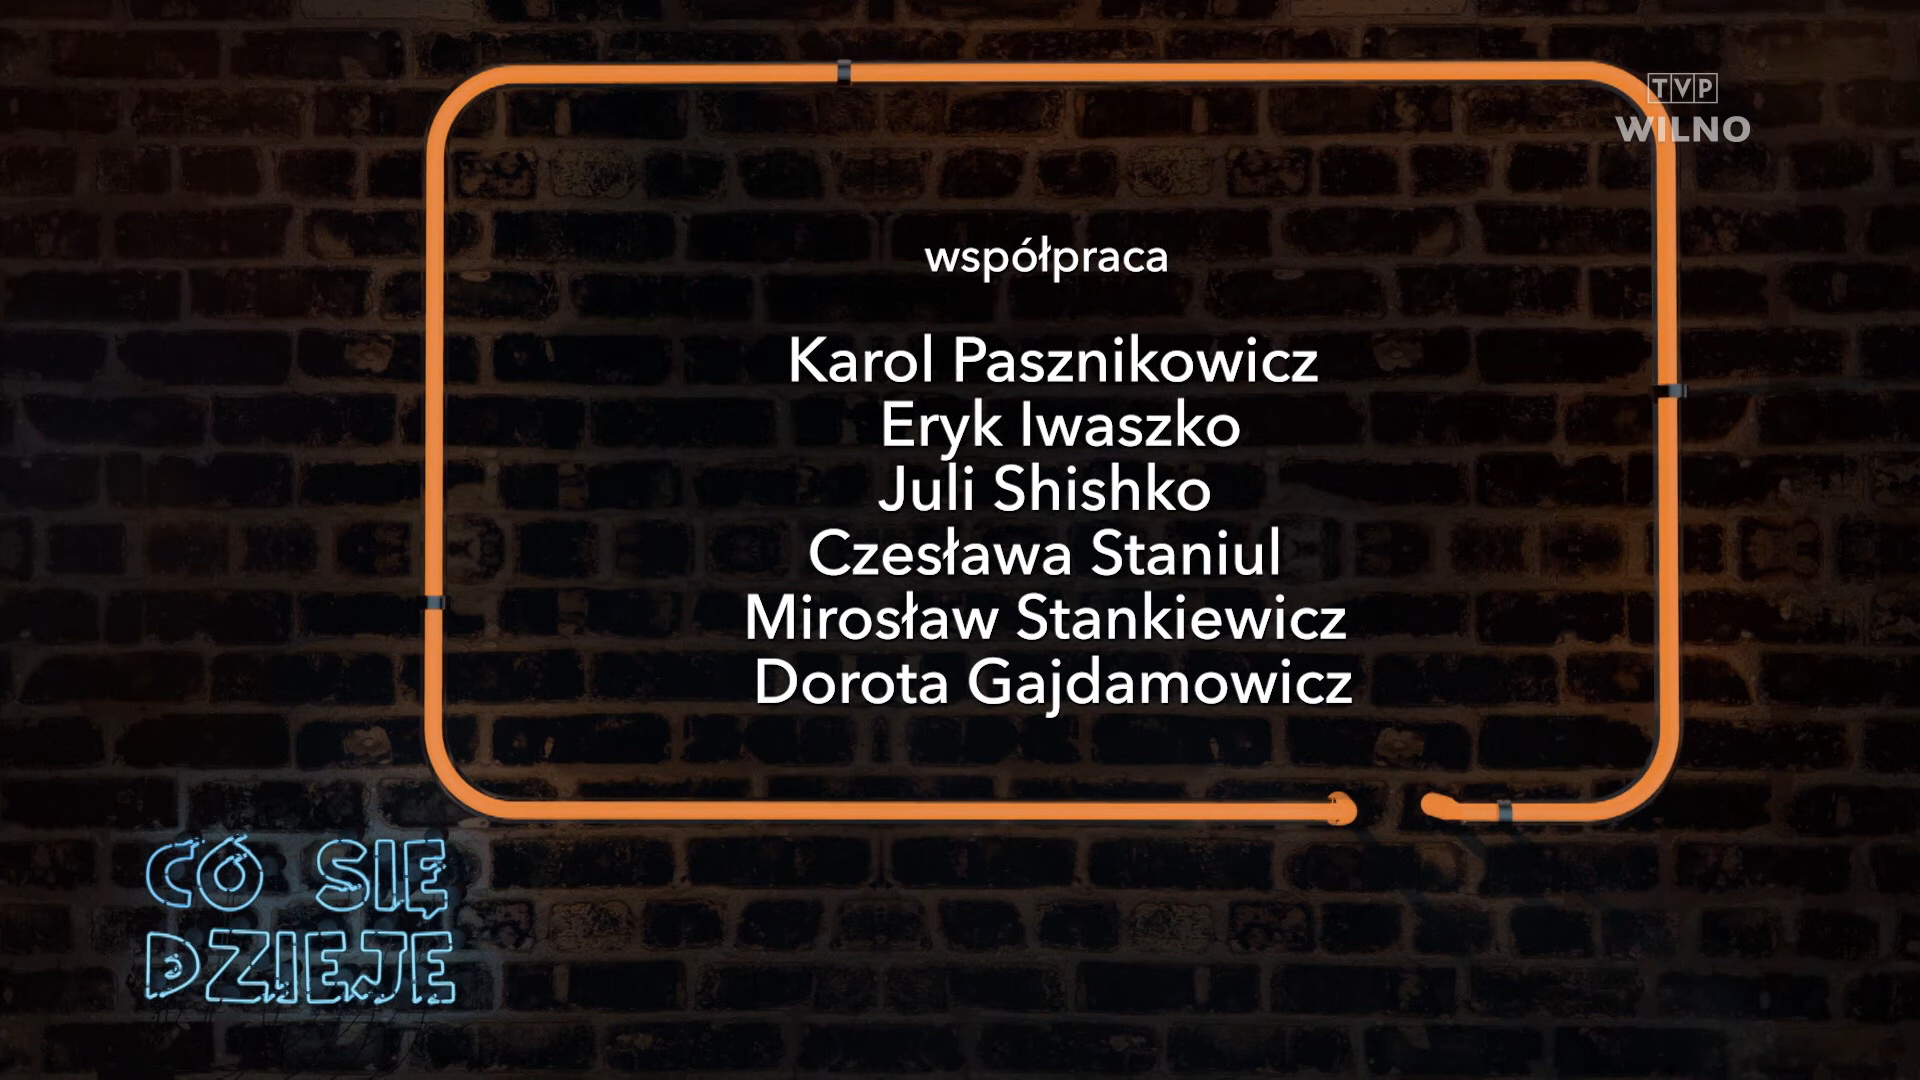 TVP
WILNO
współpraca
Karol Pasznikowicz
Eryk Iwaszko
Juli Shishko
Czesława Staniul
Mirosław Stankiewicz
Dorota Gajdamowicz
CO SIĘ
DZIEJE